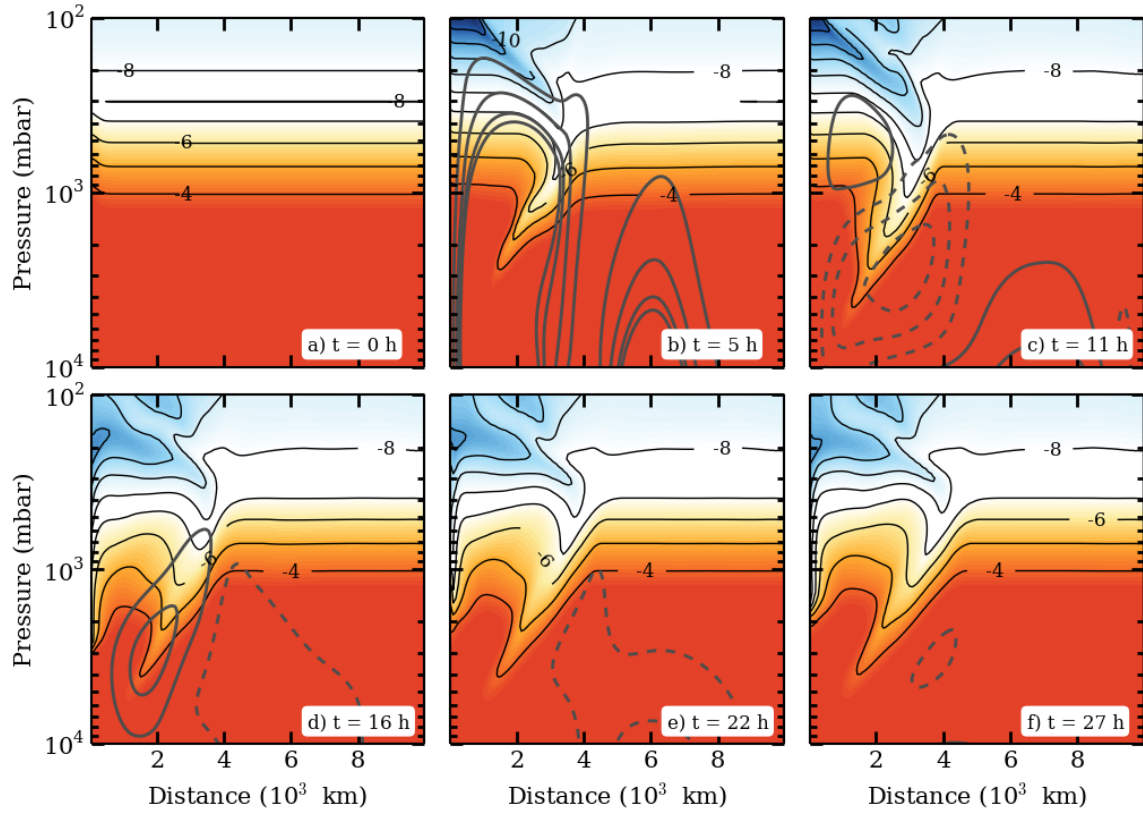 10²
10³
10⁴
Pressure (mbar)
-8
-8
-6
-4
a) t = 0 h
-10
-8
-6
-4
b) t = 5 h
-8
-6
-4
c) t = 11 h
10²
10³
10⁴
Pressure (mbar)
-8
-6
-4
d) t = 16 h
-8
-6
-4
e) t = 22 h
-8
-6
-4
f) t = 27 h
2 4 6 8
2 4 6 8
2 4 6 8
Distance (10³ km)
Distance (10³ km)
Distance (10³ km)